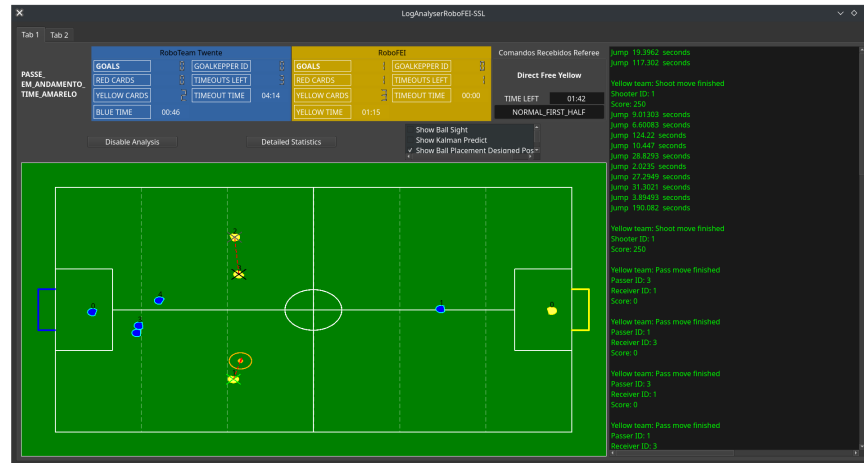 LogAnalyserRoboFEI-SSL
Tab 1
Tab 2
PASSE_
EM_ANDAMENTO_
TIME_AMARELO
RoboTeam Twente
GOALS
GOALKEPPER ID
RED CARDS
TIMEOUTS LEFT
YELLOW CARDS
TIMEOUT TIME
04:14
BLUE TIME
00:46
RoboFEI
GOALS
GOALKEPPER ID
RED CARDS
TIMEOUTS LEFT
YELLOW CARDS
TIMEOUT TIME
00:00
YELLOW TIME
01:15
Comandos Recebidos Referee
Direct Free Yellow
TIME LEFT
01:42
NORMAL_FIRST_HALF
Disable Analysis
Detailed Statistics
Show Ball Sight
Show Kalman Predict
✓ Show Ball Placement Designed Pos
0
4
1
0
Jump 19.3962 seconds
Jump 117.302 seconds
Yellow team: Shoot move finished
Shooter ID: 1
Score: 250
Jump 9.01303 seconds
Jump 6.60083 seconds
Jump 124.22 seconds
Jump 10.447 seconds
Jump 28.8293 seconds
Jump 2.0235 seconds
Jump 27.2949 seconds
Jump 31.3021 seconds
Jump 3.89493 seconds
Jump 190.082 seconds
Yellow team: Shoot move finished
Shooter ID: 1
Score: 250
Yellow team: Pass move finished
Passer ID: 3
Receiver ID: 1
Score: 0
Yellow team: Pass move finished
Passer ID: 1
Receiver ID: 3
Score: 0
Yellow team: Pass move finished
Passer ID: 3
Receiver ID: 1
Score: 0
Yellow team: Pass move finished
Passer ID: 1
Receiver ID: 3